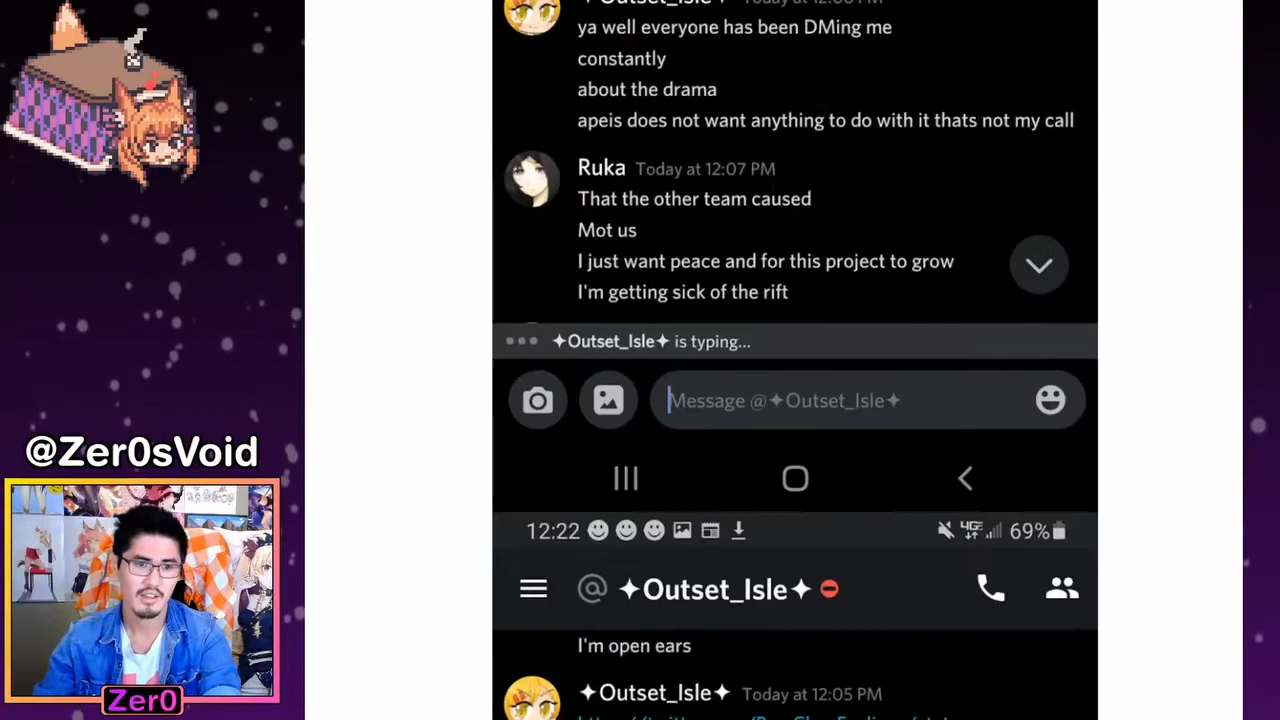 ya well everyone has been DMing me
constantly
about the drama
apeis does not want anything to do with it thats not my call
Ruka Today at 12:07 PM
That the other team caused
Mot us
I just want peace and for this project to grow
I'm getting sick of the rift
✦Outset_Isle✦ is typing...
Message @✦Outset_Isle✦
12:22 4GE 69%
@ ✦Outset_Isle✦
I'm open ears
✦Outset_Isle✦ Today at 12:05 PM
@Zer0sVoid
Zer0